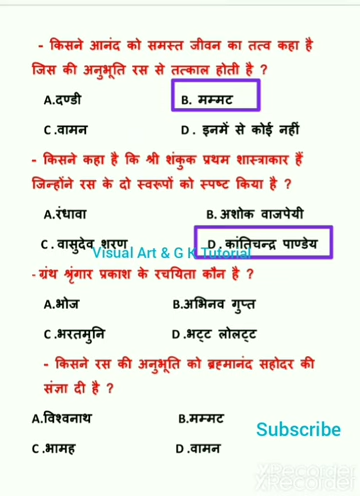 - किसने आनंद को समस्त जीवन का तत्व कहा है
जिस की अनुभूति रस से तत्काल होती है ?
A.दण्डी B. मम्मट
C .वामन D . इनमें से कोई नहीं
- किसने कहा है कि श्री शंकुक प्रथम शास्त्राकार हैं
जिन्होंने रस के दो स्वरूपों को स्पष्ट किया है ?
A.रंधावा B. अशोक वाजपेयी
C . वासुदेव शरण D . कांतिचन्द्र पाण्डेय
Visual Art & G K Tutorial
- ग्रंथ श्रृंगार प्रकाश के रचयिता कौन है ?
A.भोज B.अभिनव गुप्त
C .भरतमुनि D .भट्ट लोलट्ट
- किसने रस की अनुभूति को ब्रह्मानंद सहोदर की
संज्ञा दी है ?
A.विश्वनाथ B.मम्मट
Subscribe
C .भामह D .वामन
XRecorder
XRecorder